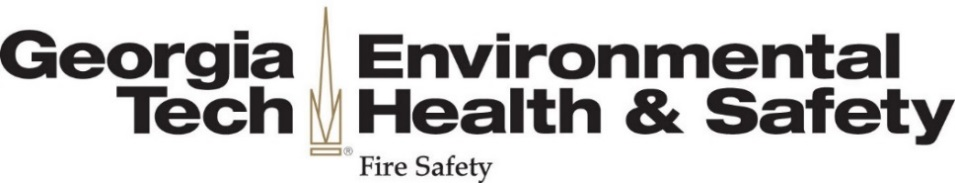 Georgia Tech
Environmental Health & Safety
®
Fire Safety